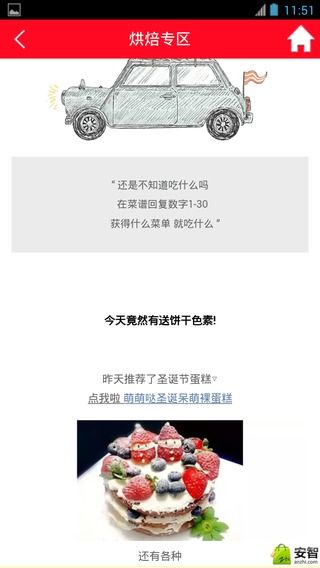 11:51
烘焙专区
“ 还是不知道吃什么吗
在菜谱回复数字1-30
获得什么菜单 就吃什么 ”
今天竟然有送饼干色素!
昨天推荐了圣诞节蛋糕▿
点我啦 萌萌哒圣诞呆萌裸蛋糕
还有各种
安智
anzhi.com